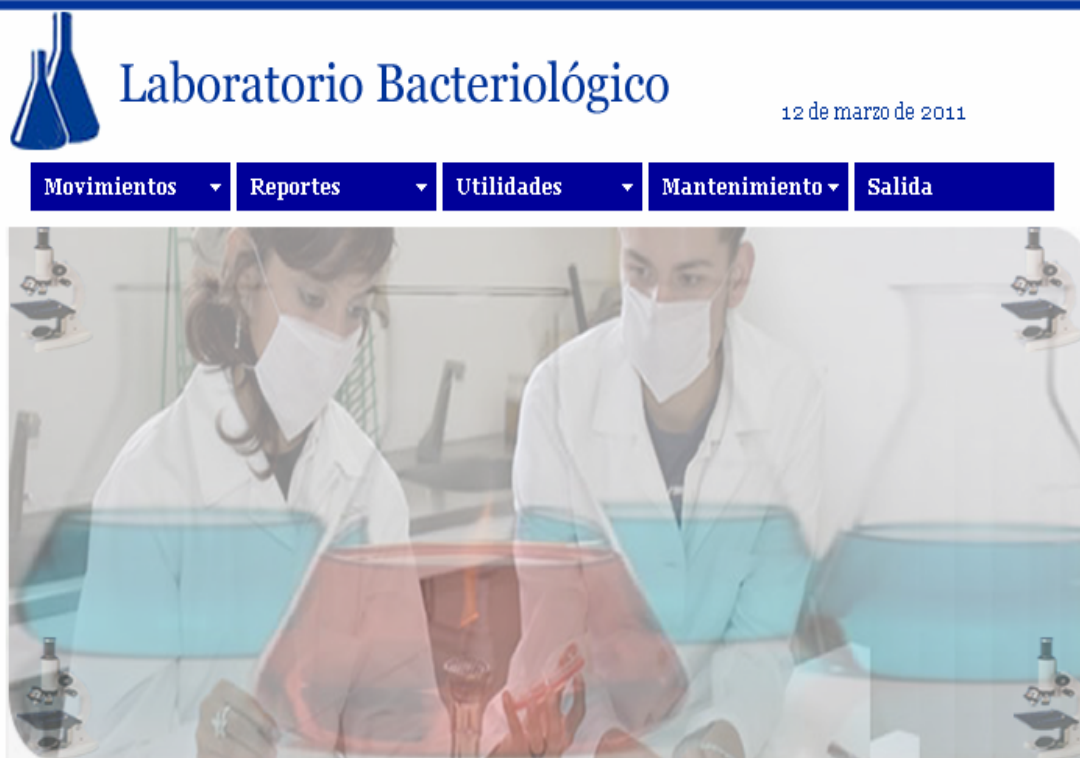 Laboratorio Bacteriológico
12 de marzo de 2011
Movimientos
Reportes
Utilidades
Mantenimiento
Salida